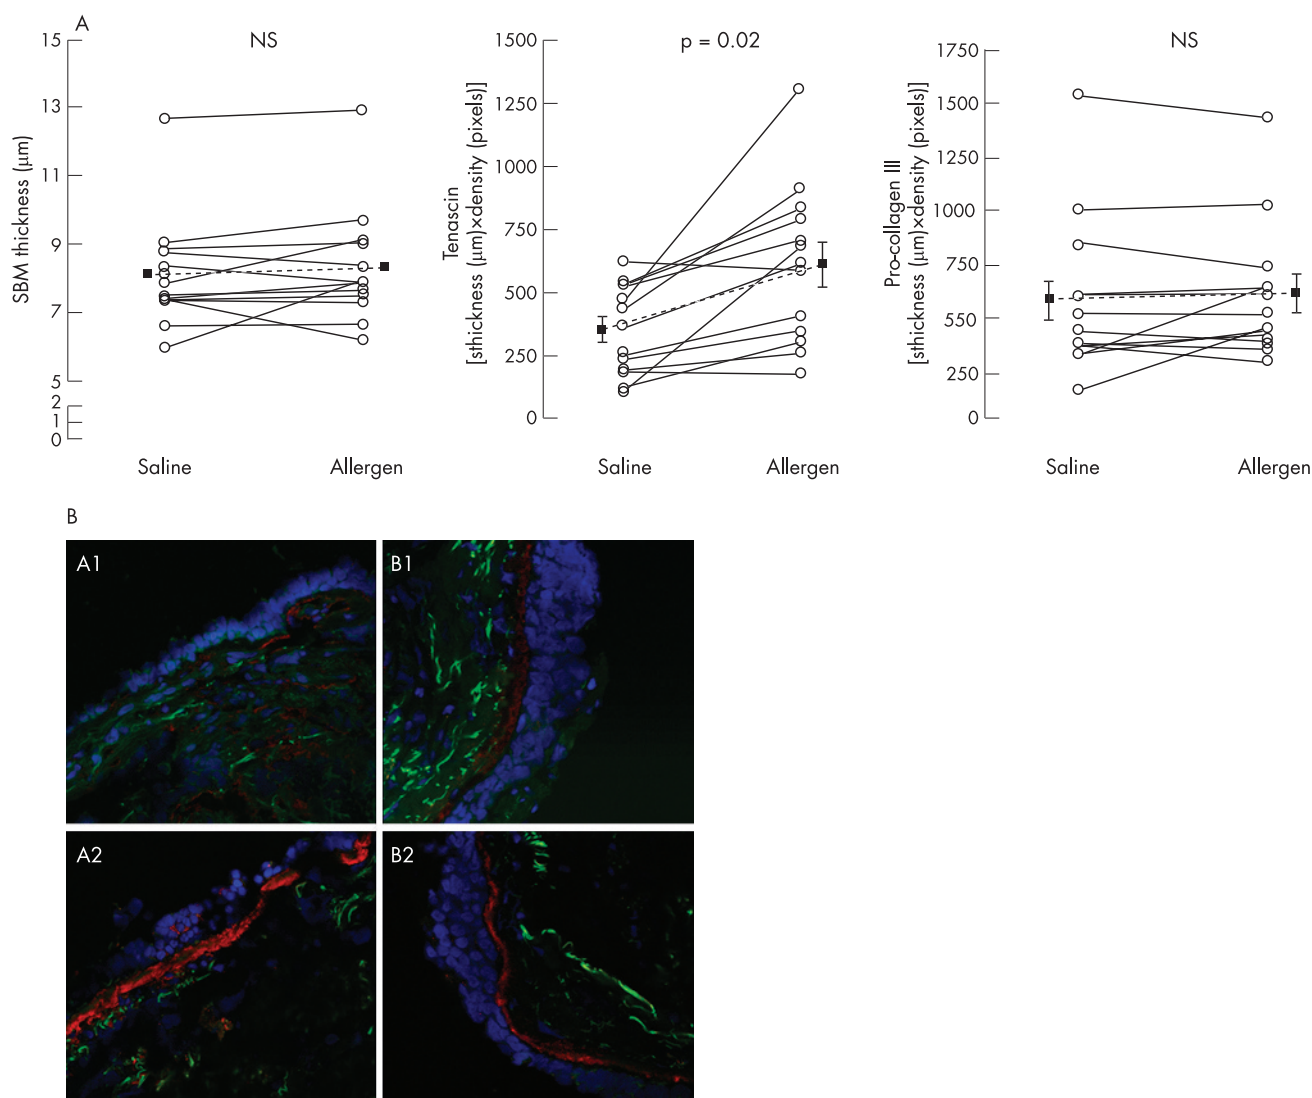 A
NS
15
13
11
9
7
5
2
1
0
SBM thickness (μm)
Saline
Allergen
p = 0.02
1500
1250
1000
750
500
250
0
Tenascin
[sthickness (μm)×density (pixels)]
Saline
Allergen
NS
1750
1500
1250
1000
750
550
250
0
Pro-collagen III
[sthickness (μm)×density (pixels)]
Saline
Allergen
B
A1
B1
A2
B2